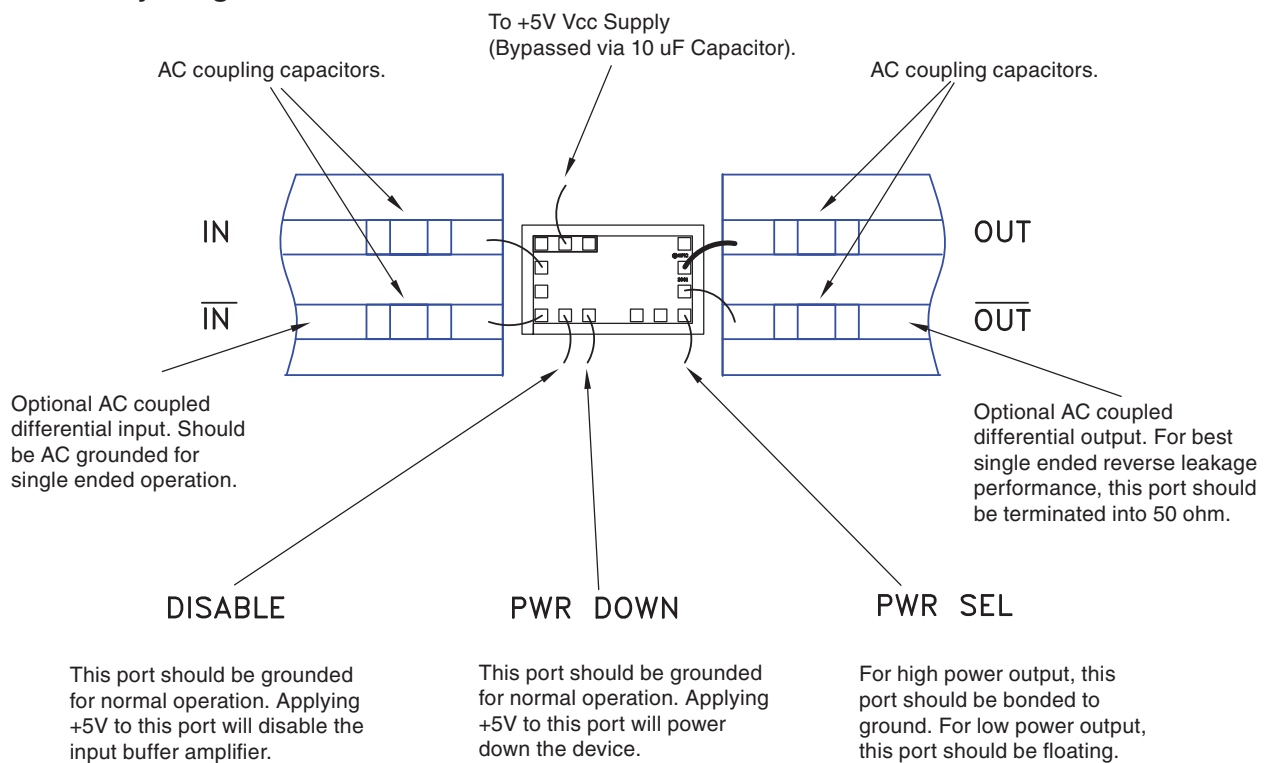 To +5V Vcc Supply
(Bypassed via 10 uF Capacitor).
AC coupling capacitors.
AC coupling capacitors.
IN
OUT
IN
OUT
Optional AC coupled
differential input. Should
be AC grounded for
single ended operation.
Optional AC coupled
differential output. For best
single ended reverse leakage
performance, this port should
be terminated into 50 ohm.
DISABLE
PWR DOWN
PWR SEL
This port should be grounded
for normal operation. Applying
+5V to this port will disable the
input buffer amplifier.
This port should be grounded
for normal operation. Applying
+5V to this port will power
down the device.
For high power output, this
port should be bonded to
ground. For low power output,
this port should be floating.